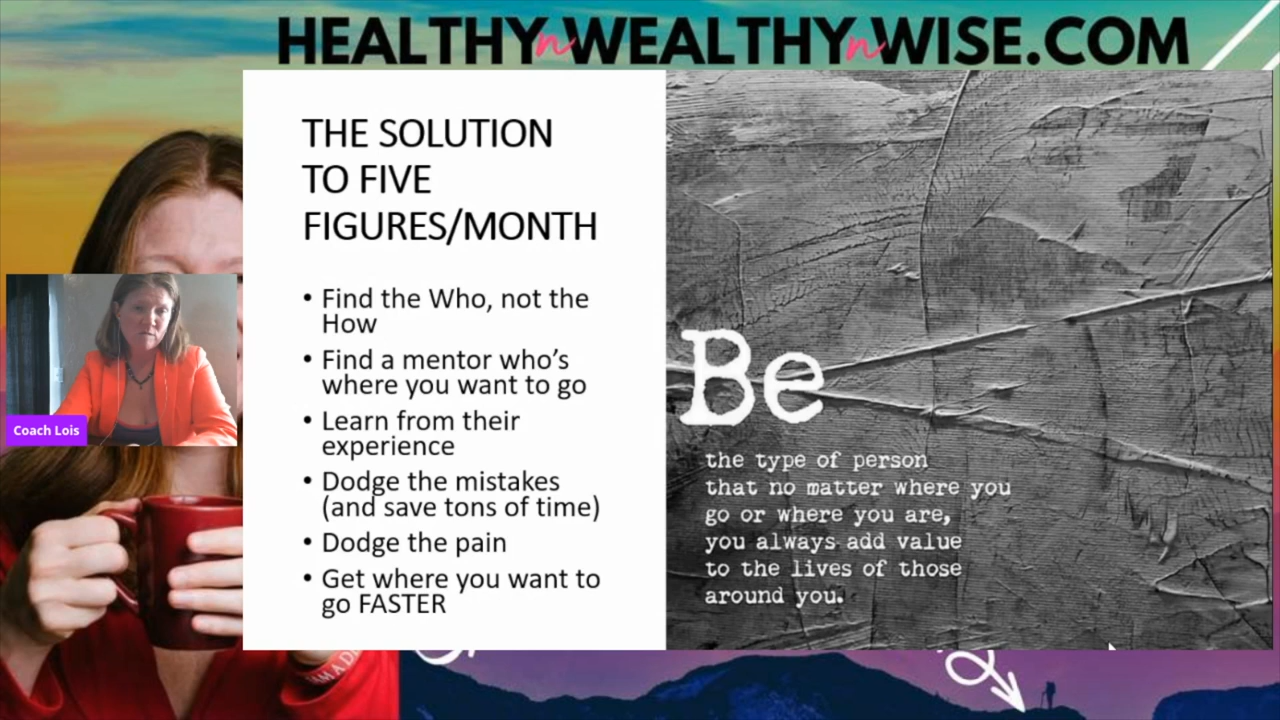 HEALTHYnWEALTHYnWISE.COM
THE SOLUTION
TO FIVE
FIGURES/MONTH
• Find the Who, not the
How
• Find a mentor who's
where you want to go
• Learn from their
experience
• Dodge the mistakes
(and save tons of time)
• Dodge the pain
• Get where you want to
go FASTER
Be
the type of person
that no matter where you
go or where you are,
you always add value
to the lives of those
around you.
Coach Lois